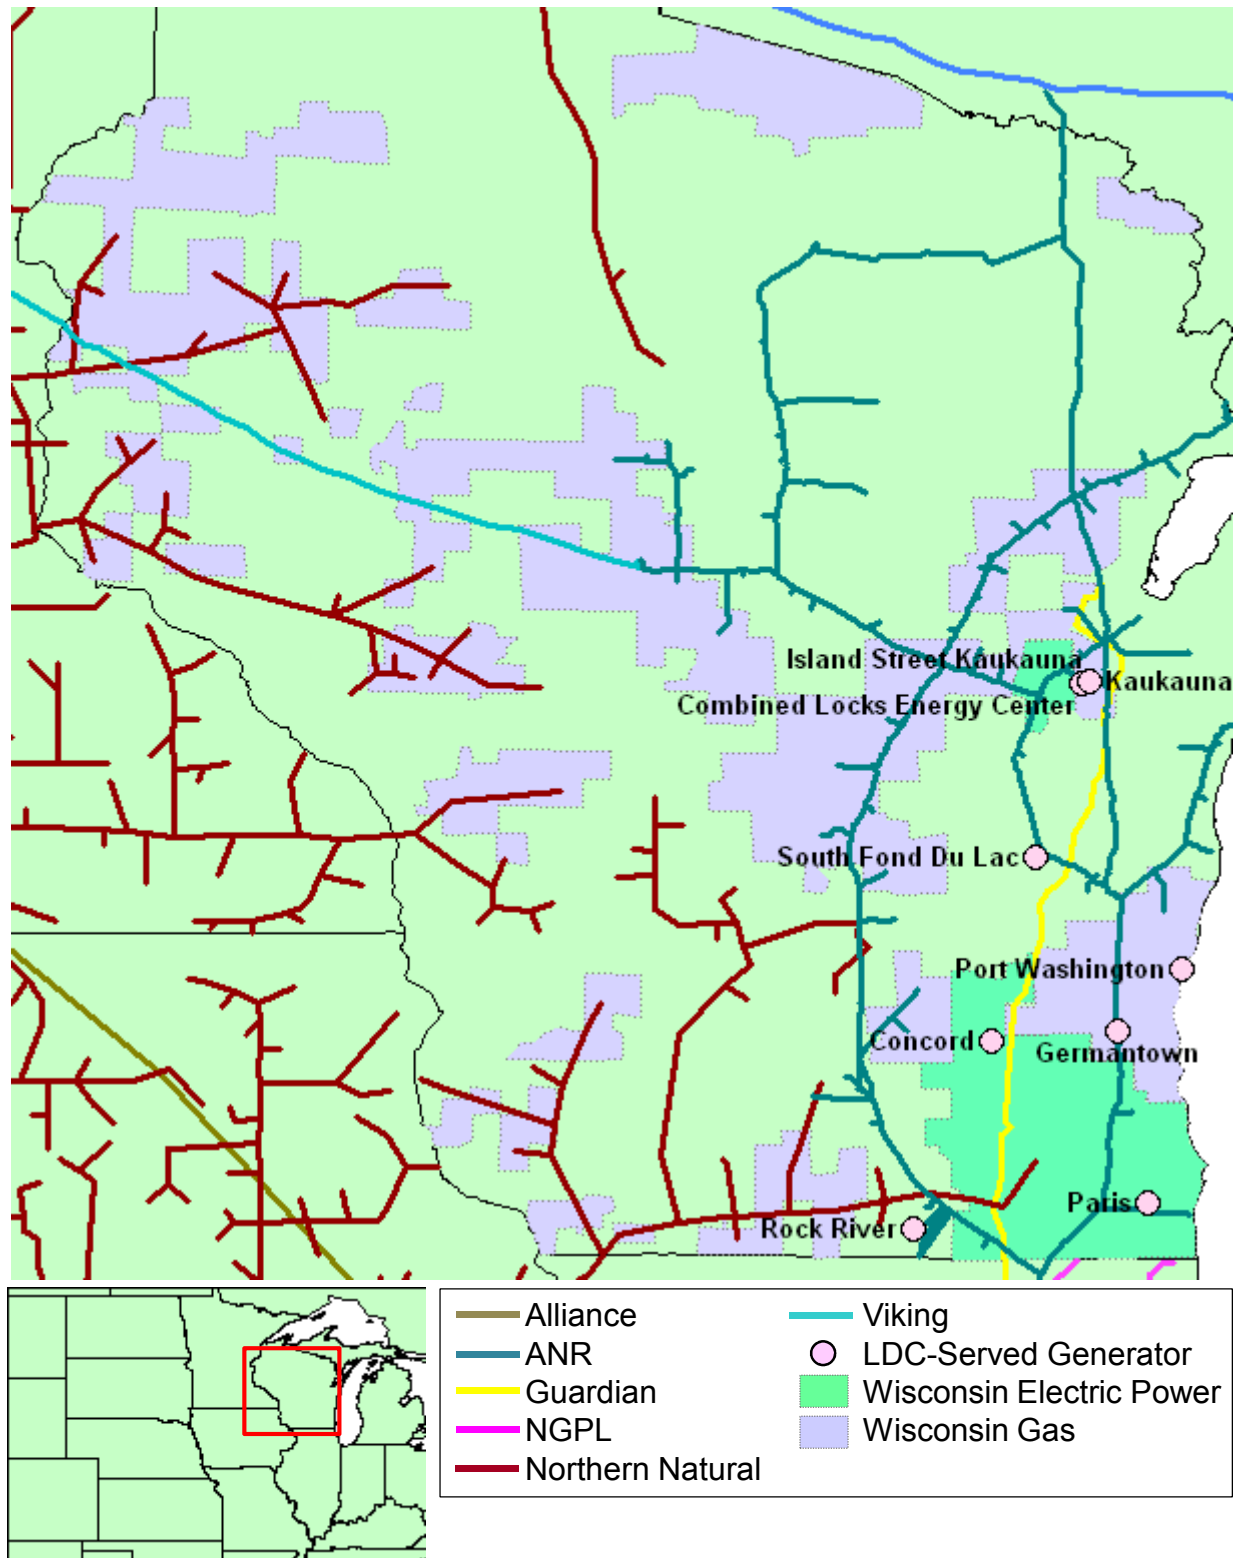 Island Street Kaukauna
Kaukauna
Combined Locks Energy Center
South Fond Du Lac
Port Washington
Concord
Germantown
Paris
Rock River
Alliance
ANR
Guardian
NGPL
Northern Natural
Viking
LDC-Served Generator
Wisconsin Electric Power
Wisconsin Gas